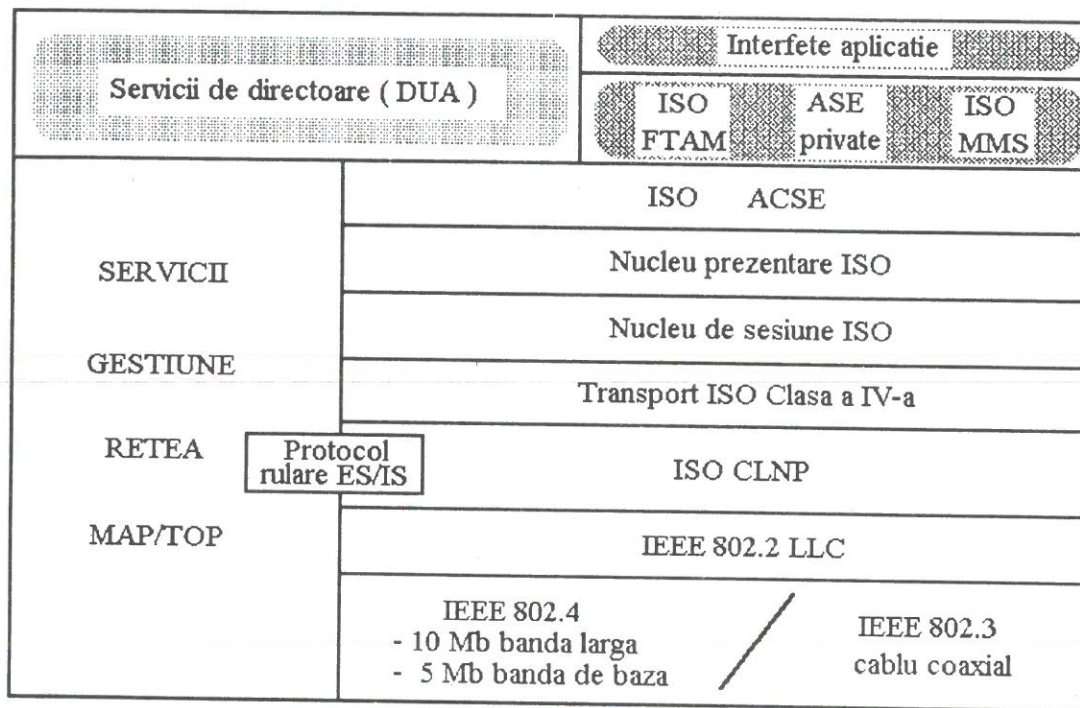 Servicii de directoare ( DUA )
Interfete aplicatie
ISO FTAM
ASE private
ISO MMS
SERVICII
GESTIUNE
RETEA
MAP/TOP
Protocol
rulare ES/IS
ISO ACSE
Nucleu prezentare ISO
Nucleu de sesiune ISO
Transport ISO Clasa a IV-a
ISO CLNP
IEEE 802.2 LLC
IEEE 802.4
- 10 Mb banda larga
- 5 Mb banda de baza
IEEE 802.3
cablu coaxial